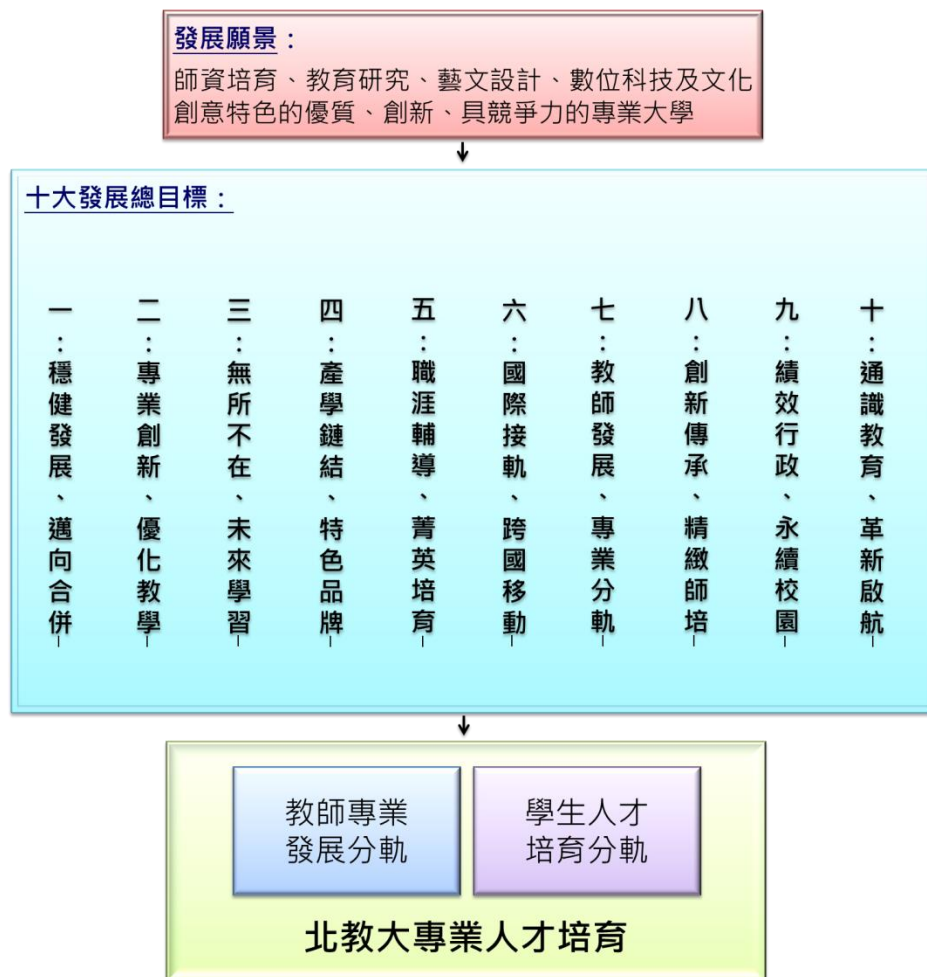 發展願景：
師資培育、教育研究、藝文設計、數位科技及文化
創意特色的優質、創新、具競爭力的專業大學
十大發展總目標：
一：穩健發展、邁向合併
二：專業創新、優化教學
三：無所不在、未來學習
四：產學鏈結、特色品牌
五：職涯輔導、菁英培育
六：國際接軌、跨國移動
七：教師發展、專業分軌
八：創新傳承、精緻師培
九：績效行政、永續校園
十：通識教育、革新啟航
教師專業
發展分軌
學生人才
培育分軌
北教大專業人才培育